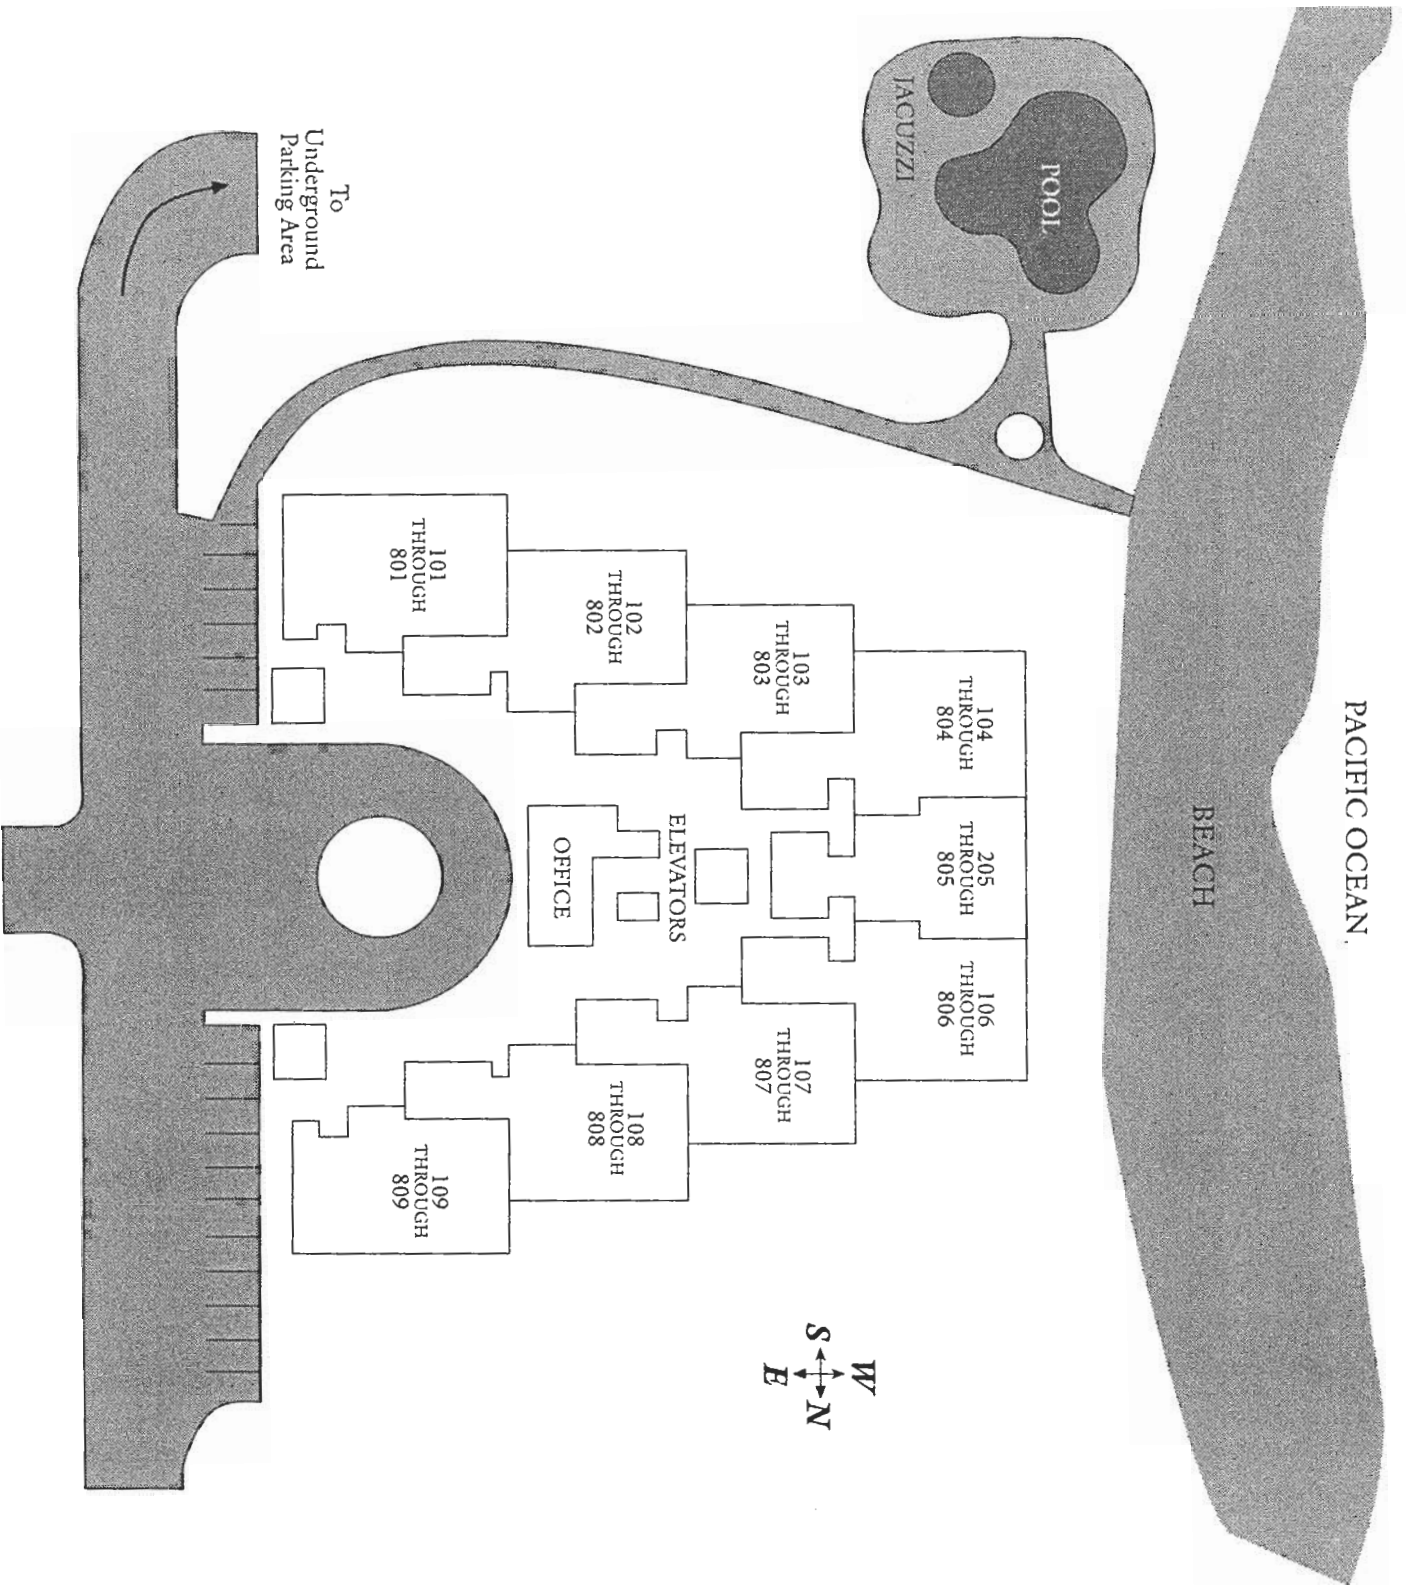 PACIFIC OCEAN
BEACH
POOL
JACUZZI
To
Underground
Parking Area
101
THROUGH
801
102
THROUGH
802
103
THROUGH
803
104
THROUGH
804
205
THROUGH
805
106
THROUGH
806
107
THROUGH
807
108
THROUGH
808
109
THROUGH
809
ELEVATORS
OFFICE
W
S
N
E